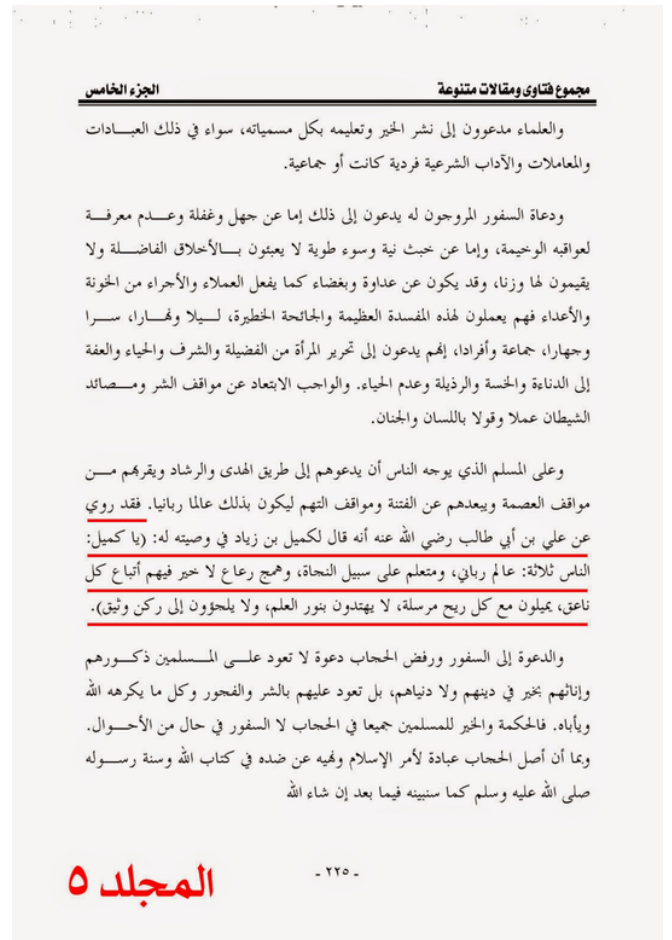 مجموع فتاوى ومقالات متنوعة الجزء الخامس
والعلماء مدعوون إلى نشر الخير وتعليمه بكل مسمياته، سواء في ذلك العبادات
والمعاملات والآداب الشرعية فردية كانت أو جماعية.
ودعاة السفور المروجون له يدعون إلى ذلك إما عن جهل وغفلة وعدم معرفة
لعواقبه الوخيمة، وإما عن خبث نية وسوء طوية لا يعبئون بالأخلاق الفاضلة ولا
يقيمون لها وزنا، وقد يكون عن عداوة وبغضاء كما يفعل العملاء والأجراء من الخونة
والأعداء فهم يعملون لهذه المفسدة العظيمة والجائحة الخطيرة، ليلا ونهارا، سرا
وجهارا، جماعة وأفرادا، إنهم يدعون إلى تحرير المرأة من الفضيلة والشرف والحياء والعفة
إلى الدناءة والخسة والرذيلة وعدم الحياء. والواجب الابتعاد عن مواقف الشر ومصائد
الشيطان عملا وقولا باللسان والجنان.
وعلى المسلم الذي يوجه الناس أن يدعوهم إلى طريق الهدى والرشاد ويقربهم من
مواقف العصمة ويبعدهم عن الفتنة ومواقف التهم ليكون بذلك عالما ربانيا. فقد روي
عن علي بن أبي طالب رضي الله عنه أنه قال لكميل بن زياد في وصيته له: (يا كميل:
الناس ثلاثة: عالم رباني، ومتعلم على سبيل النجاة، وهمج رعاع لا خير فيهم أتباع كل
ناعق، يميلون مع كل ريح مرسلة، لا يهتدون بنور العلم، ولا يلجؤون إلى ركن وثيق).
والدعوة إلى السفور ورفض الحجاب دعوة لا تعود على المسلمين ذكورهم
وإناثهم بخير في دينهم ولا دنياهم، بل تعود عليهم بالشر والفجور وكل ما يكرهه الله
ويأباه. فالحكمة والخير للمسلمين جميعا في الحجاب لا السفور في حال من الأحوال.
وبما أن أصل الحجاب عبادة لأمر الإسلام ونهيه عن ضده في كتاب الله وسنة رسوله
صلى الله عليه وسلم كما سنبينه فيما بعد إن شاء الله
- ٢٢٥ -
المجلد ٥